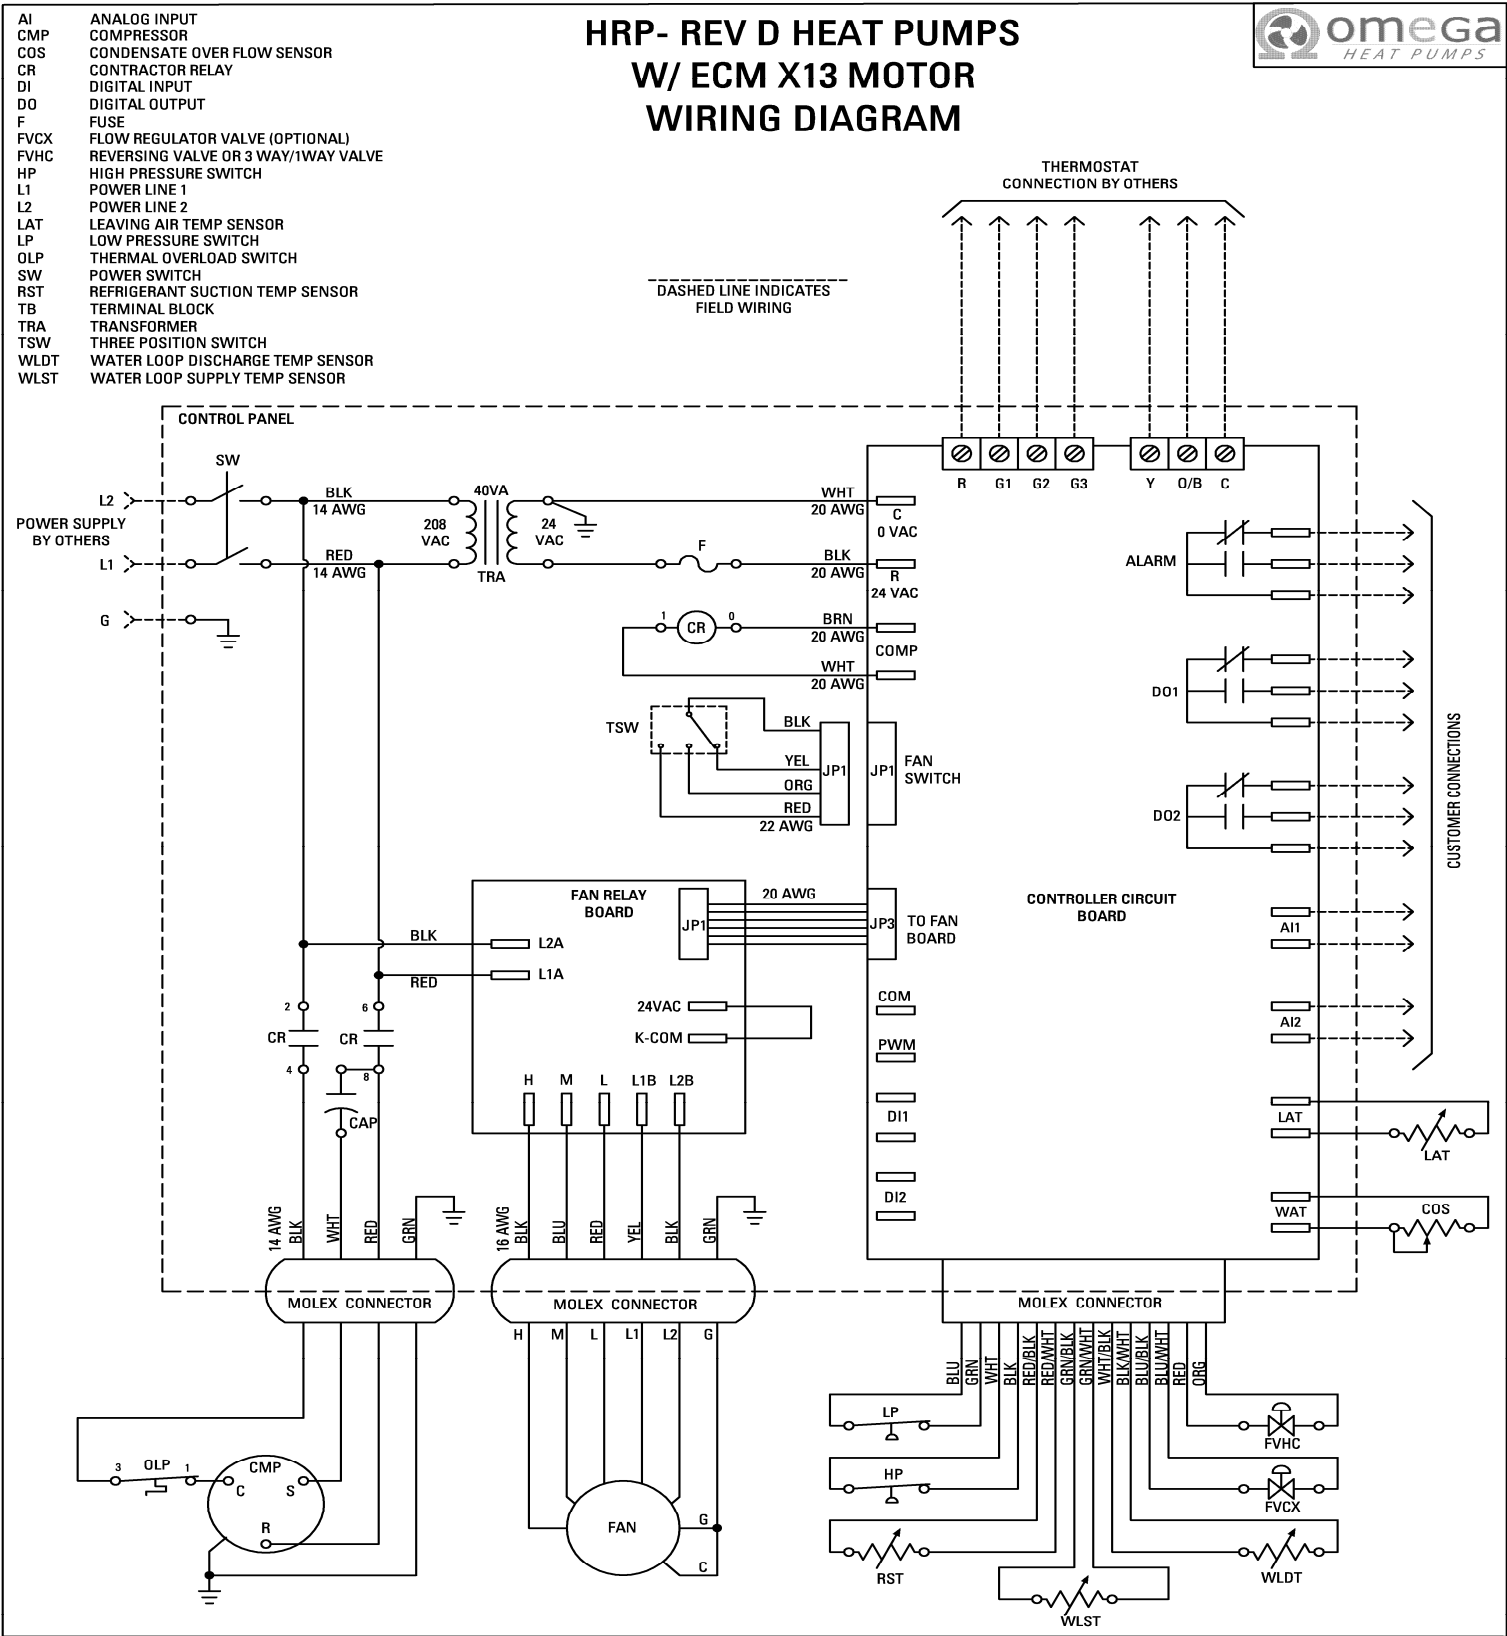 AI ANALOG INPUT
CMP COMPRESSOR
COS CONDENSATE OVER FLOW SENSOR
CR CONTRACTOR RELAY
DI DIGITAL INPUT
DO DIGITAL OUTPUT
F FUSE
FVCX FLOW REGULATOR VALVE (OPTIONAL)
FVHC REVERSING VALVE OR 3 WAY/1WAY VALVE
HP HIGH PRESSURE SWITCH
L1 POWER LINE 1
L2 POWER LINE 2
LAT LEAVING AIR TEMP SENSOR
LP LOW PRESSURE SWITCH
OLP THERMAL OVERLOAD SWITCH
SW POWER SWITCH
RST REFRIGERANT SUCTION TEMP SENSOR
TB TERMINAL BLOCK
TRA TRANSFORMER
TSW THREE POSITION SWITCH
WLDT WATER LOOP DISCHARGE TEMP SENSOR
WLST WATER LOOP SUPPLY TEMP SENSOR
HRP- REV D HEAT PUMPS
W/ ECM X13 MOTOR
WIRING DIAGRAM
omega
HEAT PUMPS
THERMOSTAT
CONNECTION BY OTHERS
DASHED LINE INDICATES
FIELD WIRING
CONTROL PANEL
R G1 G2 G3 Y O/B C
SW
L2
POWER SUPPLY
BY OTHERS
L1
G
BLK
14 AWG
RED
14 AWG
40VA
208
VAC
24
VAC
TRA
F
WHT
20 AWG
C
0 VAC
BLK
20 AWG
R
24 VAC
1 CR 0
BRN
20 AWG
COMP
WHT
20 AWG
TSW
BLK
YEL
ORG
RED
22 AWG
JP1
JP1
FAN
SWITCH
ALARM
DO1
DO2
CUSTOMER CONNECTIONS
CONTROLLER CIRCUIT
BOARD
AI1
AI2
LAT
LAT
WAT
COS
FAN RELAY
BOARD
JP1
20 AWG
JP3
TO FAN
BOARD
BLK
L2A
RED
L1A
24VAC
K-COM
COM
PWM
DI1
DI2
2 6
CR CR
4 8
CAP
H M L L1B L2B
14 AWG
BLK
WHT
RED
GRN
16 AWG
BLK
BLU
RED
YEL
BLK
GRN
MOLEX CONNECTOR
MOLEX CONNECTOR
MOLEX CONNECTOR
H M L L1 L2 G
BLU
GRN
WHT
BLK
RED/BLK
RED/WHT
GRN/BLK
GRN/WHT
WHT/BLK
BLK/WHT
BLU/BLK
BLU/WHT
RED
ORG
3 OLP 1
CMP
C S
R
FAN
G
C
LP
HP
RST
WLST
FVHC
FVCX
WLDT